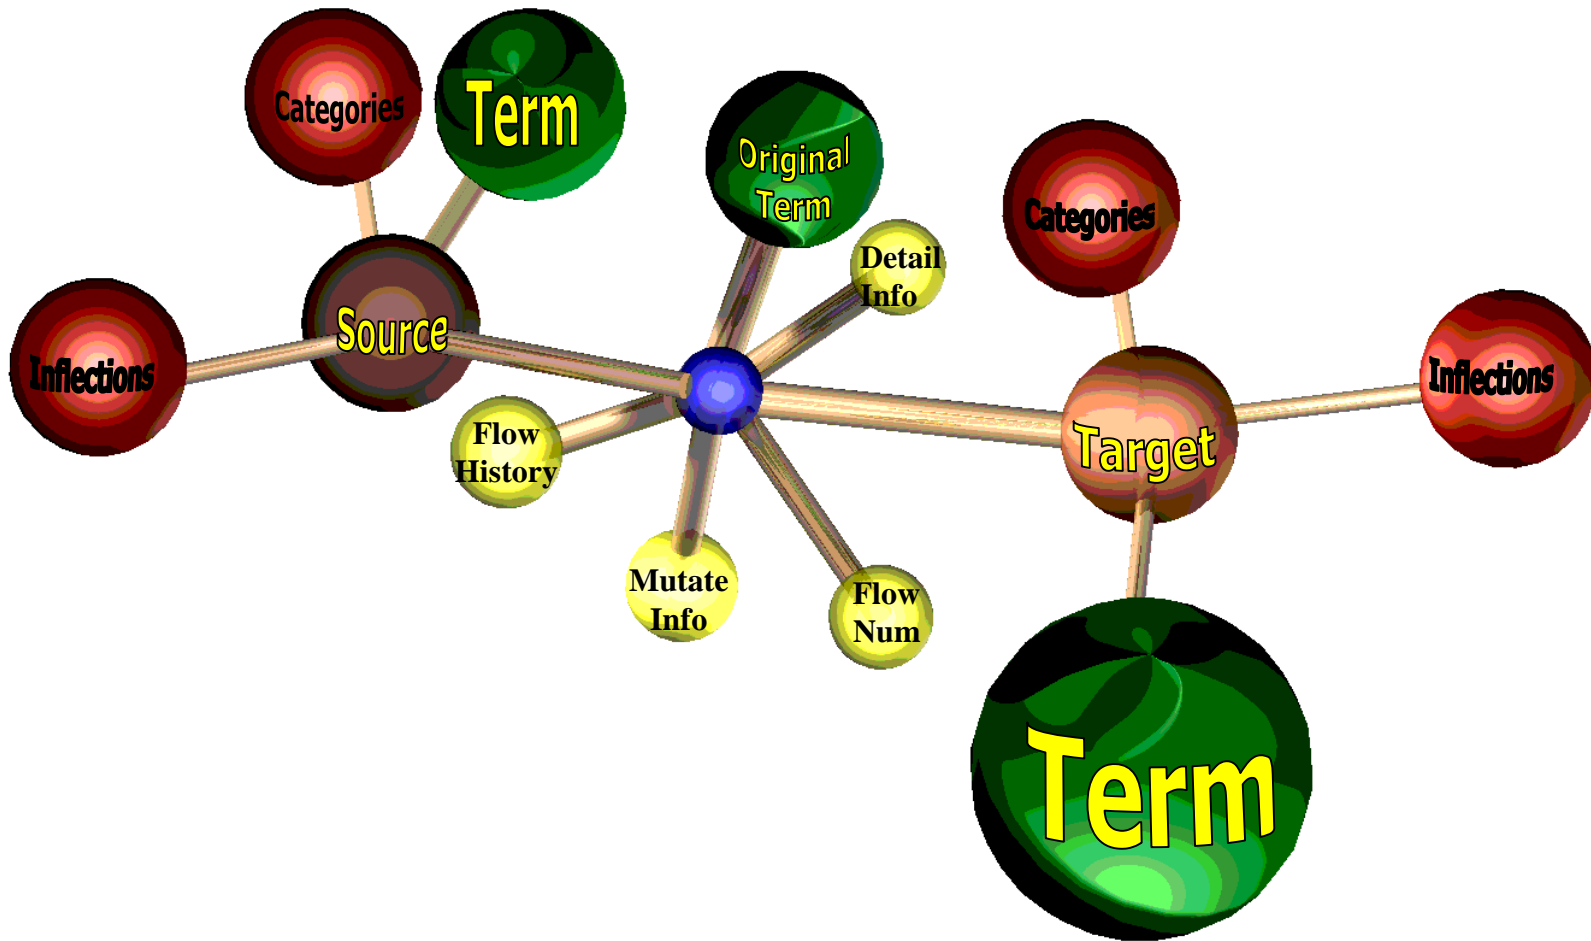 Categories
Term
Original
Term
Categories
Detail
Info
Source
Inflections
Inflections
Flow
History
Target
Mutate
Info
Flow
Num
Term